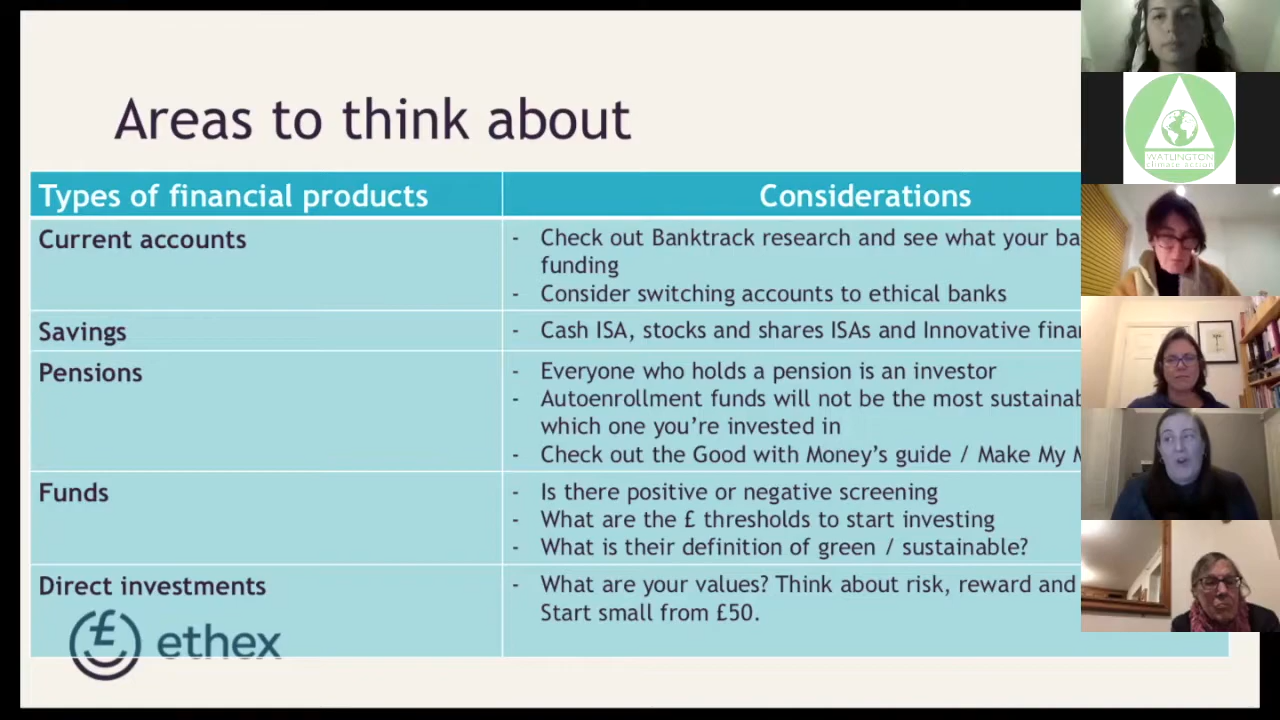 Areas to think about
Types of financial products
Considerations
Current accounts
- Check out Banktrack research and see what your ba
funding
- Consider switching accounts to ethical banks
Savings
- Cash ISA, stocks and shares ISAs and Innovative finan
Pensions
- Everyone who holds a pension is an investor
- Autoenrollment funds will not be the most sustainab
which one you’re invested in
- Check out the Good with Money’s guide / Make My M
Funds
- Is there positive or negative screening
- What are the £ thresholds to start investing
- What is their definition of green / sustainable?
Direct investments
- What are your values? Think about risk, reward and
Start small from £50.
£ ethex
WATLINGTON
climate action